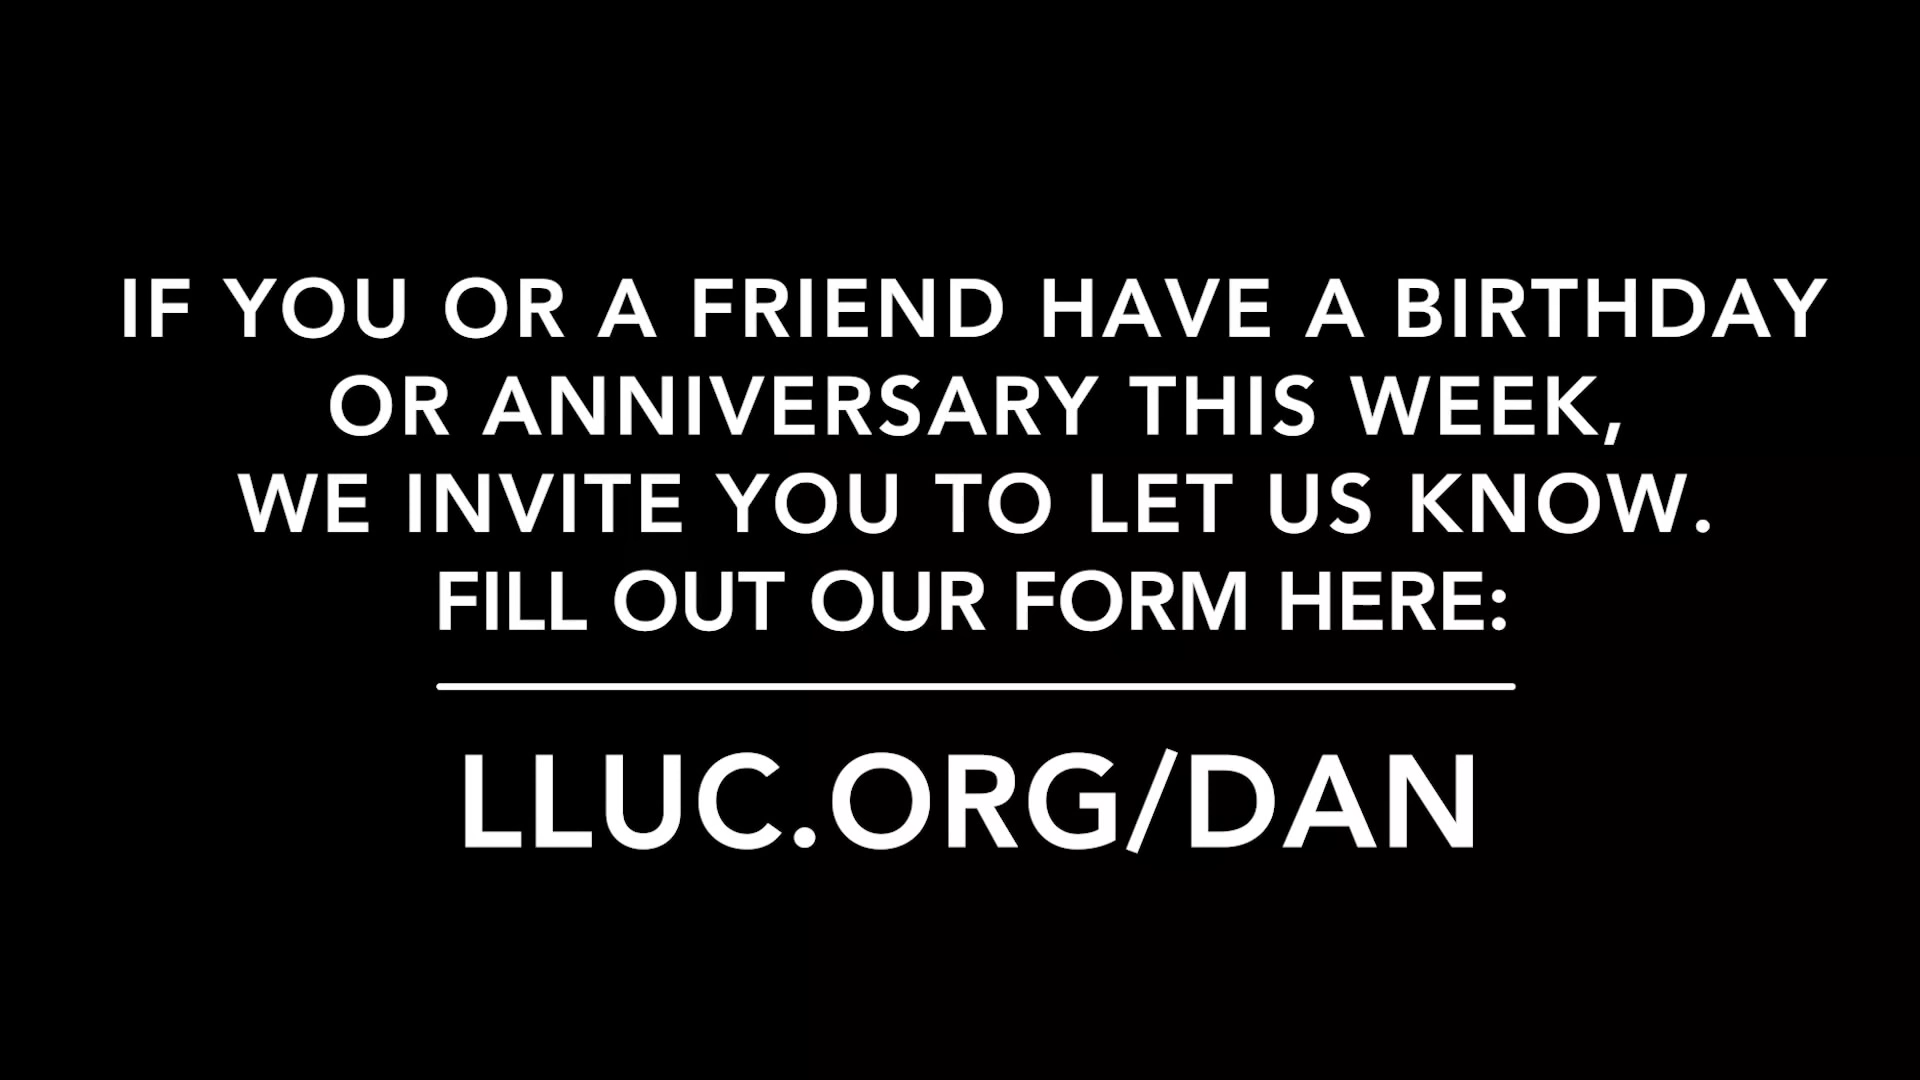 IF YOU OR A FRIEND HAVE A BIRTHDAY
OR ANNIVERSARY THIS WEEK,
WE INVITE YOU TO LET US KNOW.
FILL OUT OUR FORM HERE:
LLUC.ORG/DAN